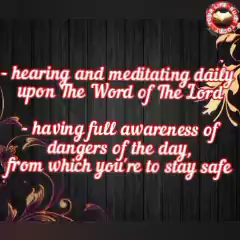 - hearing and meditating daily
upon The Word of The Lord
- having full awareness of
dangers of the day,
from which you're to stay safe